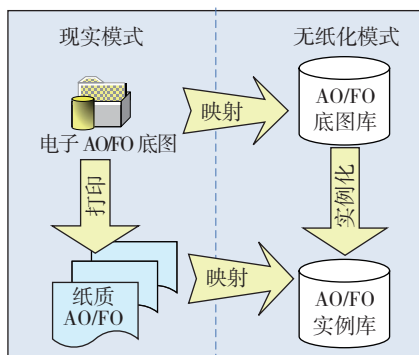 现实模式
无纸化模式
电子 AO/FO 底图
映射
AO/FO
底图库
打印
实例化
纸质
AO/FO
映射
AO/FO
实例库